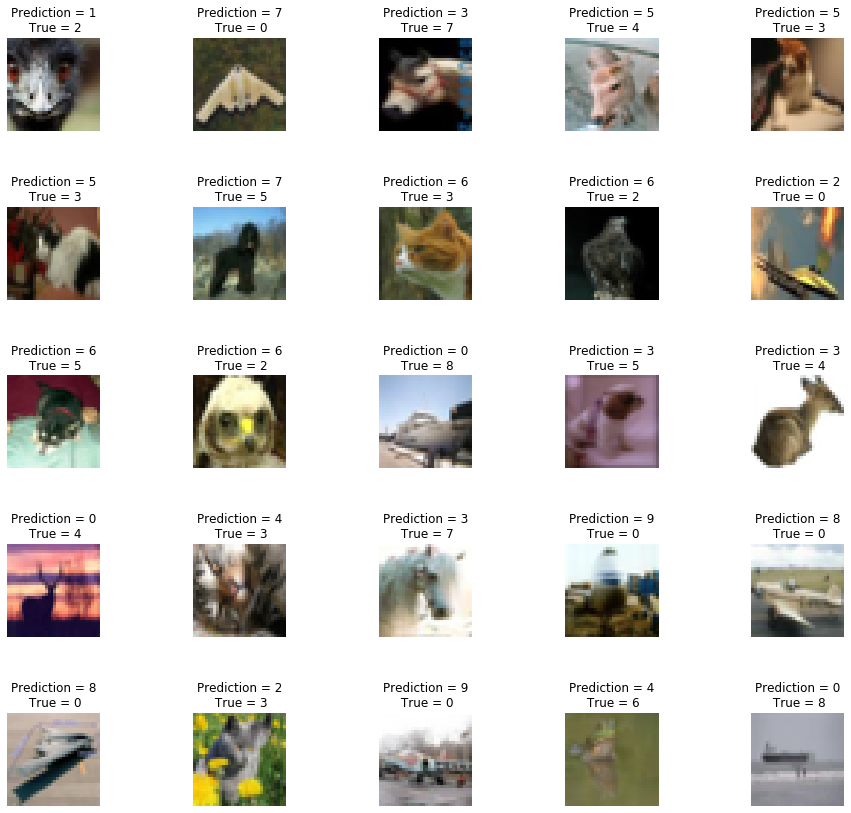 Prediction = 1
True = 2
Prediction = 7
True = 0
Prediction = 3
True = 7
Prediction = 5
True = 4
Prediction = 5
True = 3
Prediction = 5
True = 3
Prediction = 7
True = 5
Prediction = 6
True = 3
Prediction = 6
True = 2
Prediction = 2
True = 0
Prediction = 6
True = 5
Prediction = 6
True = 2
Prediction = 0
True = 8
Prediction = 3
True = 5
Prediction = 3
True = 4
Prediction = 0
True = 4
Prediction = 4
True = 3
Prediction = 3
True = 7
Prediction = 9
True = 0
Prediction = 8
True = 0
Prediction = 8
True = 0
Prediction = 2
True = 3
Prediction = 9
True = 0
Prediction = 4
True = 6
Prediction = 0
True = 8